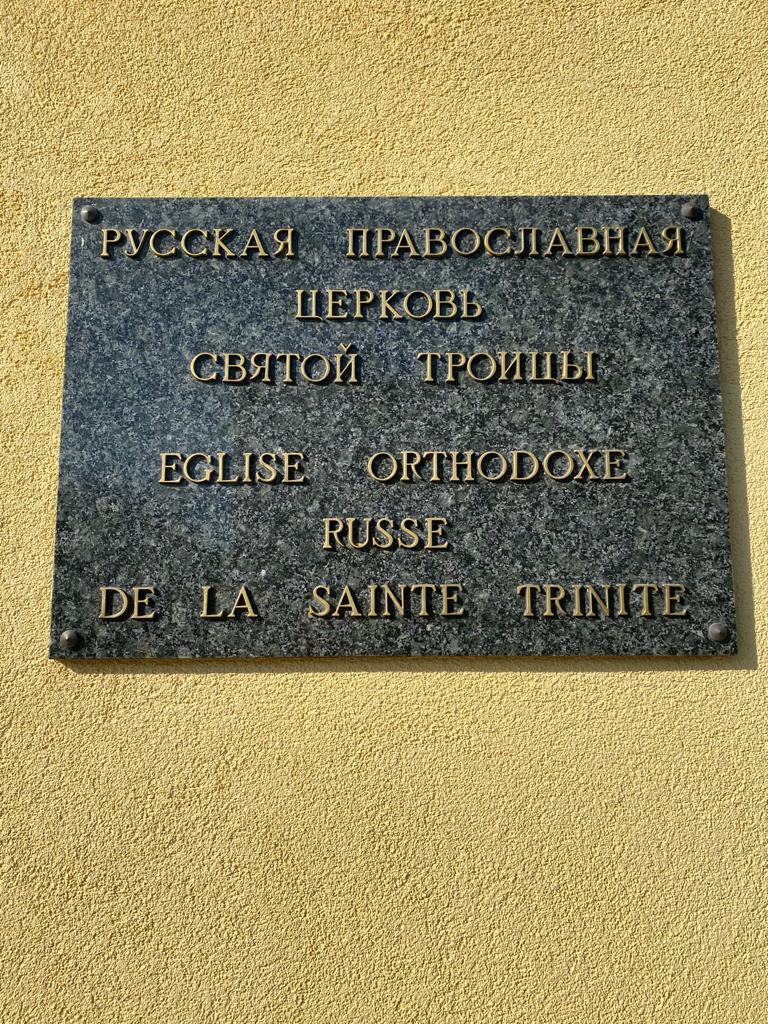 РУССКАЯ ПРАВОСЛАВНАЯ
ЦЕРКОВЬ
СВЯТОЙ ТРОИЦЫ
EGLISE ORTHODOXE
RUSSE
DE LA SAINTE TRINITE